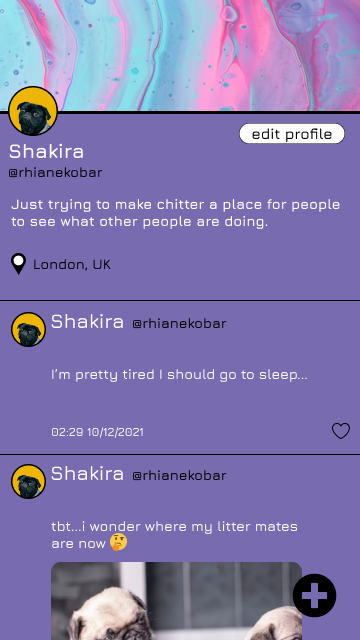 edit profile
Shakira
@rhianekobar
Just trying to make chitter a place for people
to see what other people are doing.
London, UK
Shakira @rhianekobar
I'm pretty tired I should go to sleep...
02:29 10/12/2021
Shakira @rhianekobar
tbt...i wonder where my litter mates
are now 🤔